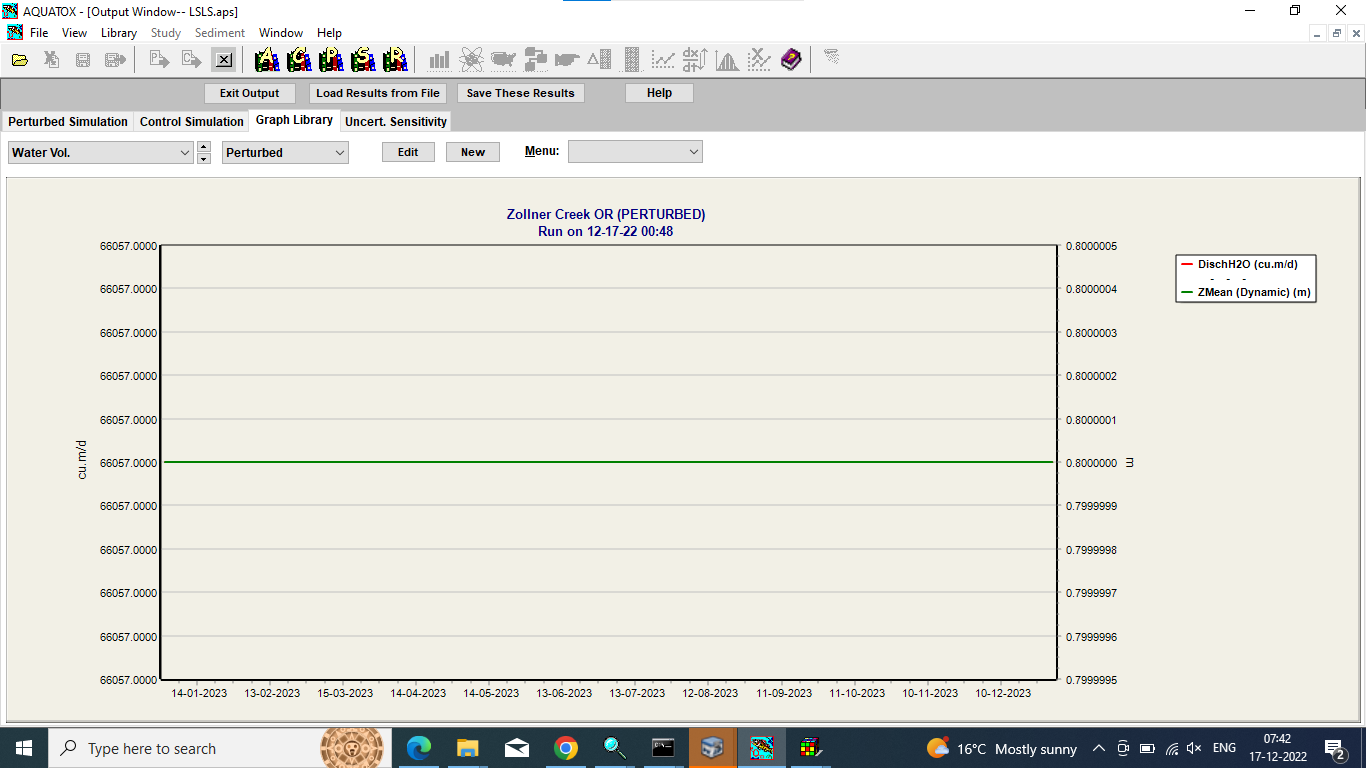 AQUATOX - [Output Window-- LSLS.aps]
File View Library Study Sediment Window Help
A C P S R
Exit Output Load Results from File Save These Results Help
Perturbed Simulation Control Simulation Graph Library Uncert. Sensitivity
Water Vol. Perturbed Edit New Menu:
Zollner Creek OR (PERTURBED)
Run on 12-17-22 00:48
66057.0000 0.8000005
DischH2O (cu.m/d)
- - -
ZMean (Dynamic) (m)
66057.0000 0.8000004
66057.0000 0.8000003
66057.0000 0.8000002
66057.0000 0.8000001
cu.m/d
66057.0000 0.8000000 m
66057.0000 0.7999999
66057.0000 0.7999998
66057.0000 0.7999997
66057.0000 0.7999996
66057.0000 0.7999995
14-01-2023 13-02-2023 15-03-2023 14-04-2023 14-05-2023 13-06-2023 13-07-2023 12-08-2023 11-09-2023 11-10-2023 10-11-2023 10-12-2023
Type here to search 16°C Mostly sunny ENG 07:42
17-12-2022 2